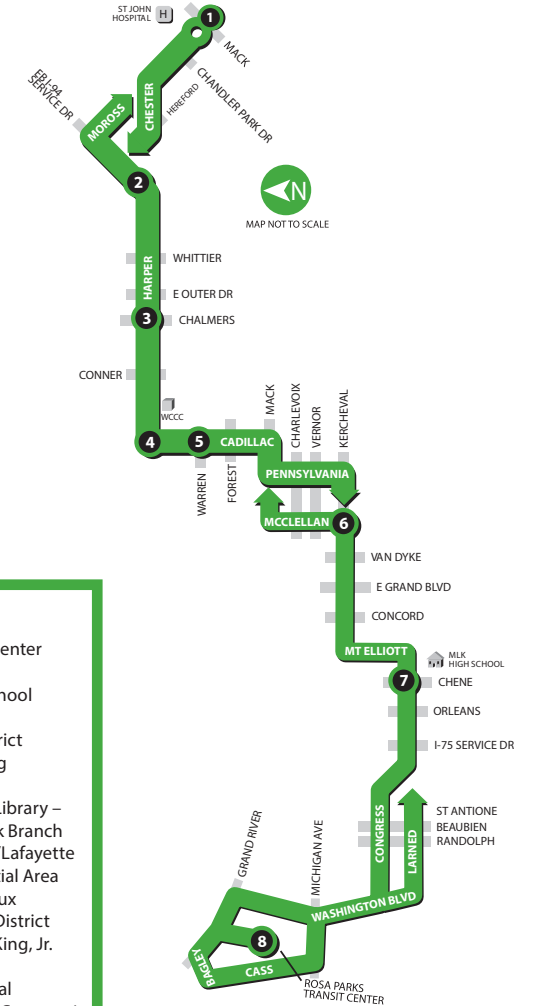 ST JOHN
HOSPITAL
H
1
MACK
CHANDLER PARK DR
HEREFORD
CHESTER
EB I-94
SERVICE DR
MOROSS
2
N
MAP NOT TO SCALE
WHITTIER
HARPER
E OUTER DR
3
CHALMERS
CONNER
WCCC
4
5
CADILLAC
WARREN
FOREST
MACK
CHARLEVOIX
VERNOR
KERCHEVAL
PENNSYLVANIA
MCCLELLAN
6
VAN DYKE
E GRAND BLVD
CONCORD
MT ELLIOTT
MLK
HIGH SCHOOL
7
CHENE
ORLEANS
I-75 SERVICE DR
CONGRESS
LARNED
ST ANTIONE
BEAUBIEN
RANDOLPH
GRAND RIVER
MICHIGAN AVE
WASHINGTON BLVD
BAGLEY
8
CASS
ROSA PARKS
TRANSIT CENTER
enter
hool
rict
g
Library –
k Branch
/Lafayette
ial Area
ux
District
King, Jr.
al